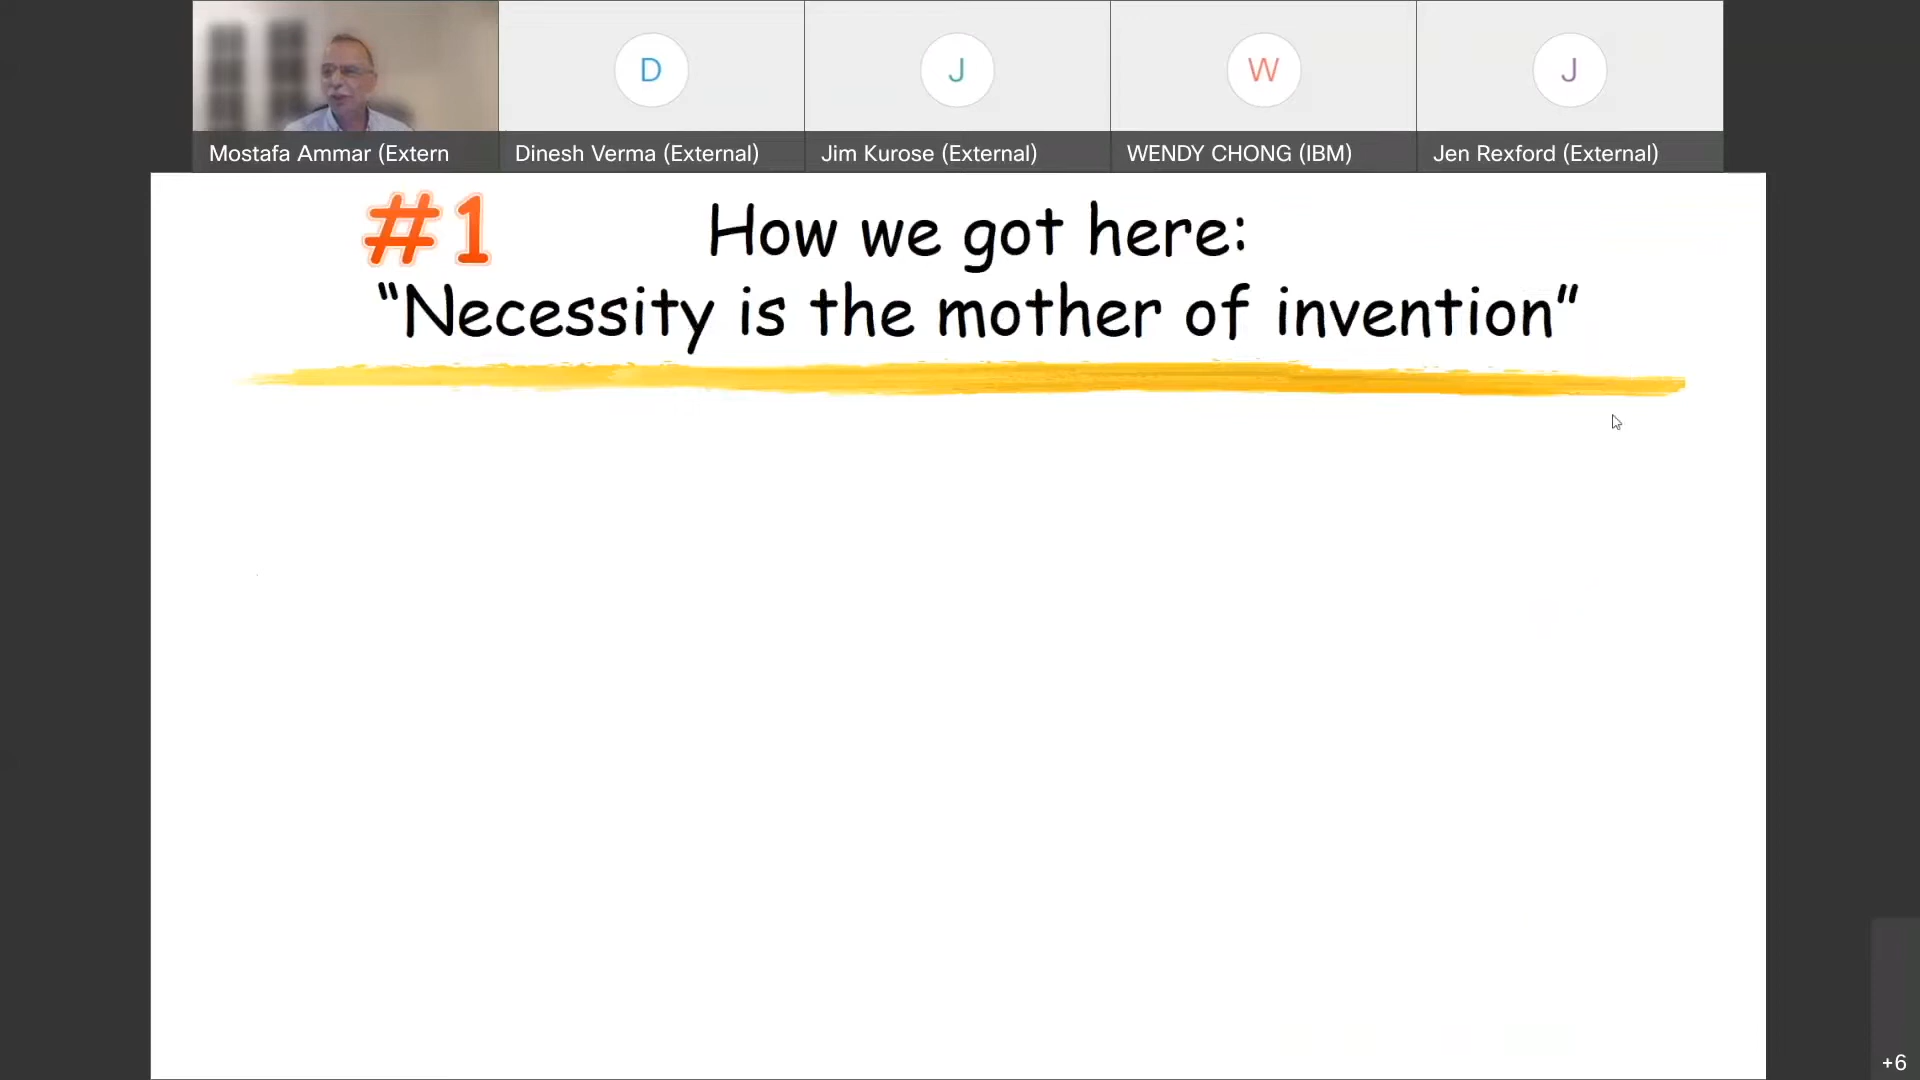 D
J
W
J
Mostafa Ammar (Extern
Dinesh Verma (External)
Jim Kurose (External)
WENDY CHONG (IBM)
Jen Rexford (External)
#1
How we got here:
“Necessity is the mother of invention”
+6